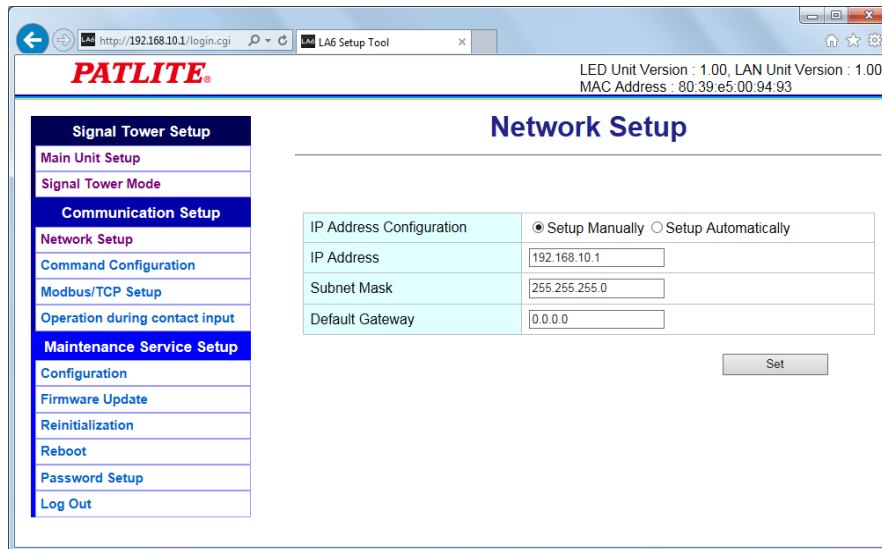 LA6 http://192.168.10.1/login.cgi
LA6 LA6 Setup Tool
PATLITE®
LED Unit Version : 1.00, LAN Unit Version : 1.00
MAC Address : 80:39:e5:00:94:93
Signal Tower Setup
Main Unit Setup
Signal Tower Mode
Communication Setup
Network Setup
Command Configuration
Modbus/TCP Setup
Operation during contact input
Maintenance Service Setup
Configuration
Firmware Update
Reinitialization
Reboot
Password Setup
Log Out
Network Setup
IP Address Configuration Setup Manually Setup Automatically
IP Address 192.168.10.1
Subnet Mask 255.255.255.0
Default Gateway 0.0.0.0
Set